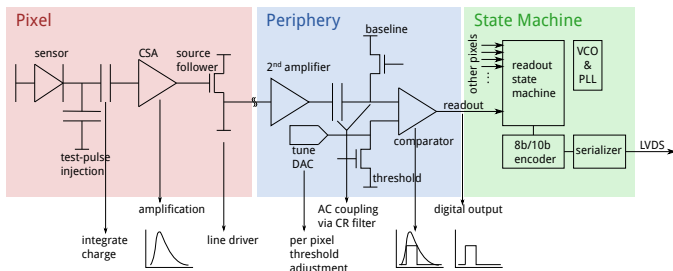 Pixel
Periphery
State Machine
sensor
CSA
source
follower
2nd amplifier
baseline
other pixels
...
readout
state
machine
VCO
&
PLL
readout
test-pulse
injection
tune
DAC
comparator
threshold
8b/10b
encoder
serializer
LVDS
amplification
AC coupling
via CR filter
digital output
integrate
charge
line driver
per pixel
threshold
adjustment